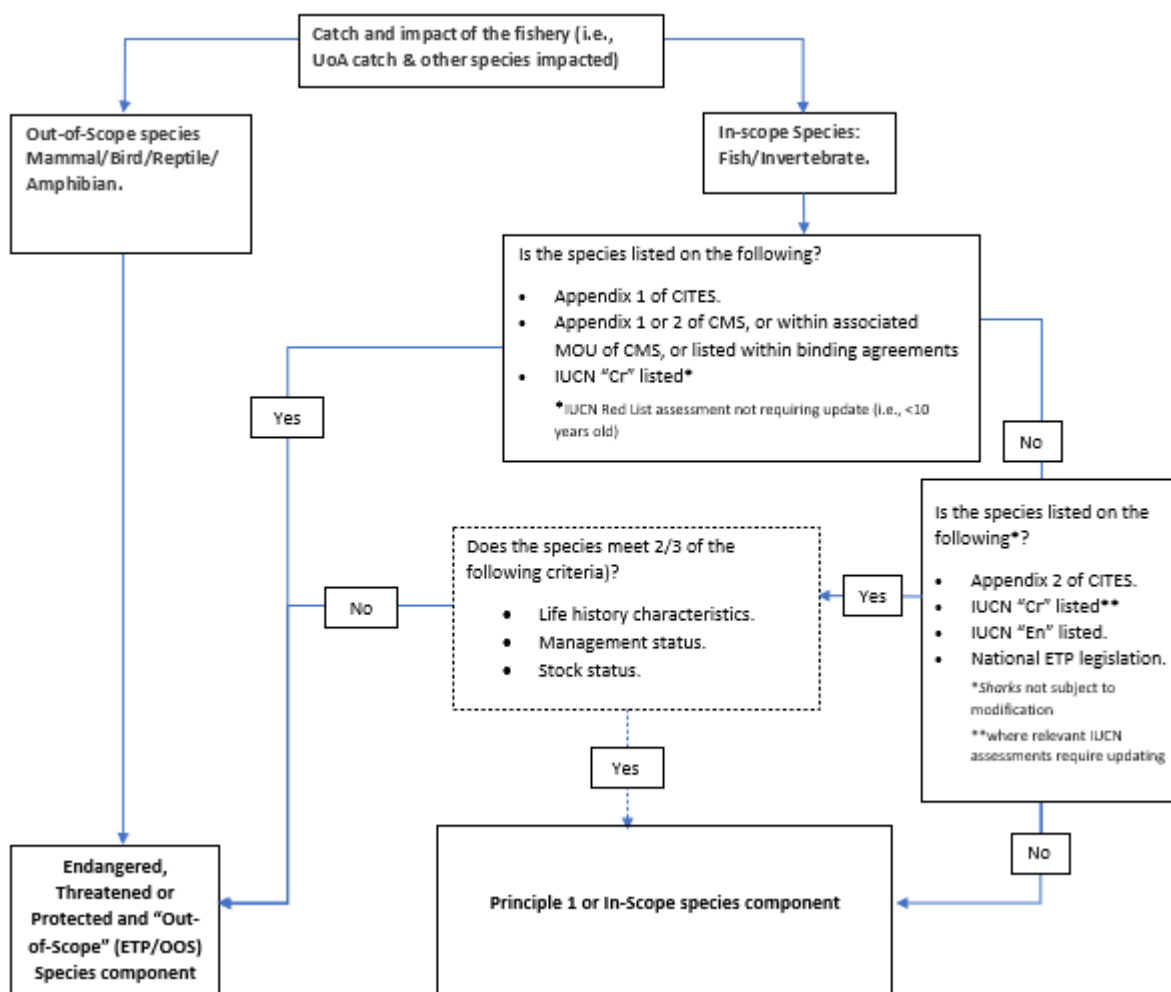 Catch and impact of the fishery (i.e.,
UoA catch & other species impacted)
Out-of-Scope species
Mammal/Bird/Reptile/
Amphibian.
In-scope Species:
Fish/Invertebrate.
Is the species listed on the following?
• Appendix 1 of CITES.
• Appendix 1 or 2 of CMS, or within associated
MOU of CMS, or listed within binding agreements
• IUCN “Cr” listed*
*IUCN Red List assessment not requiring update (i.e., <10
years old)
Yes
No
Is the species listed on the
following*?
• Appendix 2 of CITES.
• IUCN “Cr” listed**
• IUCN “En” listed.
• National ETP legislation.
*Sharks not subject to
modification
**where relevant IUCN
assessments require updating
Yes
Does the species meet 2/3 of the
following criteria)?
• Life history characteristics.
• Management status.
• Stock status.
No
Yes
No
Endangered,
Threatened or
Protected and “Out-
of-Scope” (ETP/OOS)
Species component
Principle 1 or In-Scope species component